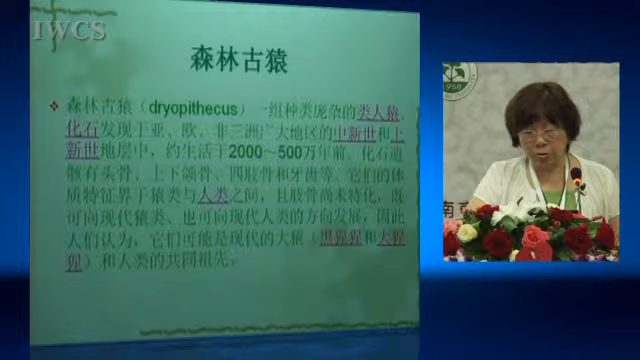 IWCS
森林古猿
森林古猿(dryopithecus)一组种类庞杂的类人猿,
化石发现于亚、欧、非三洲广大地区的中新世和上
新世地层中,约生活于2000～500万年前。化石遗
骸有头骨、上下颌骨、四肢骨和牙齿等。它们的体
质特征界于猿类与人类之间,且肢骨尚未特化,既
可向现代猿类、也可向现代人类的方向发展,因此
人们认为,它们可能是现代的大猿(黑猩猩和大猩
猩)和人类的共同祖先。
1958
南京